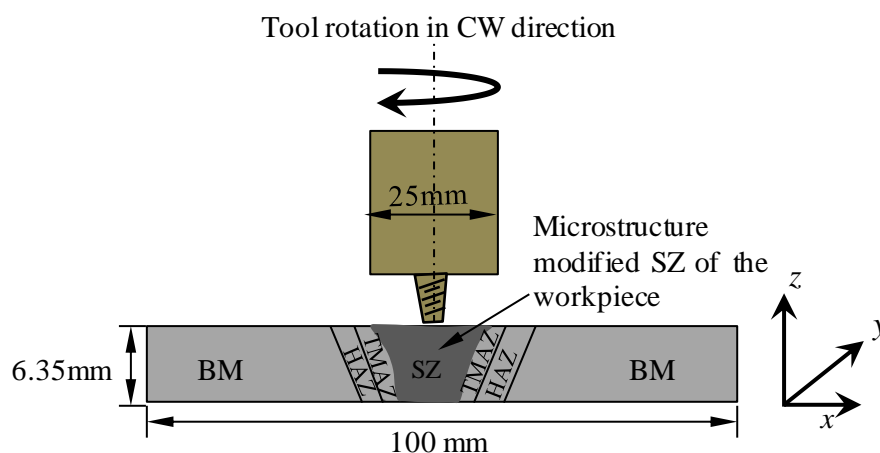 Tool rotation in CW direction
25mm
Microstructure
modified SZ of the
workpiece
z
y
6.35mm
BM
HAZ
TMAZ
SZ
TMAZ
HAZ
BM
x
100 mm